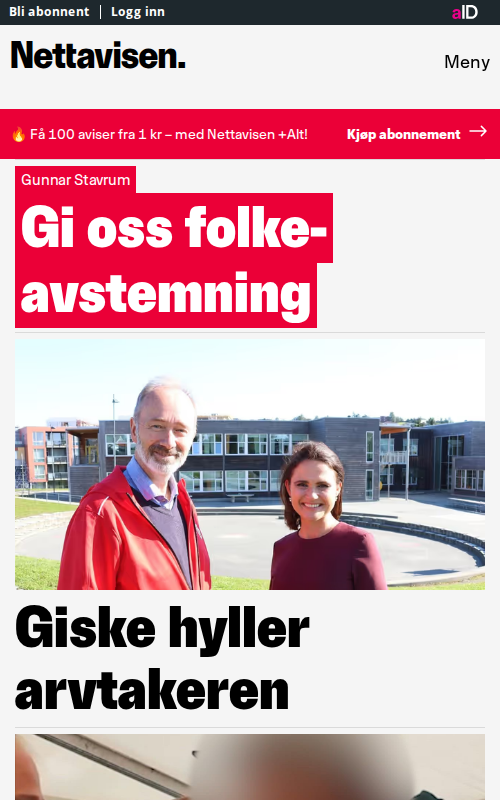 Bli abonnent
Logg inn
aID
Nettavisen.
Meny
🔥 Få 100 aviser fra 1 kr – med Nettavisen +Alt!
Kjøp abonnement →
Gunnar Stavrum
Gi oss folke-
avstemning
Giske hyller
arvtakeren